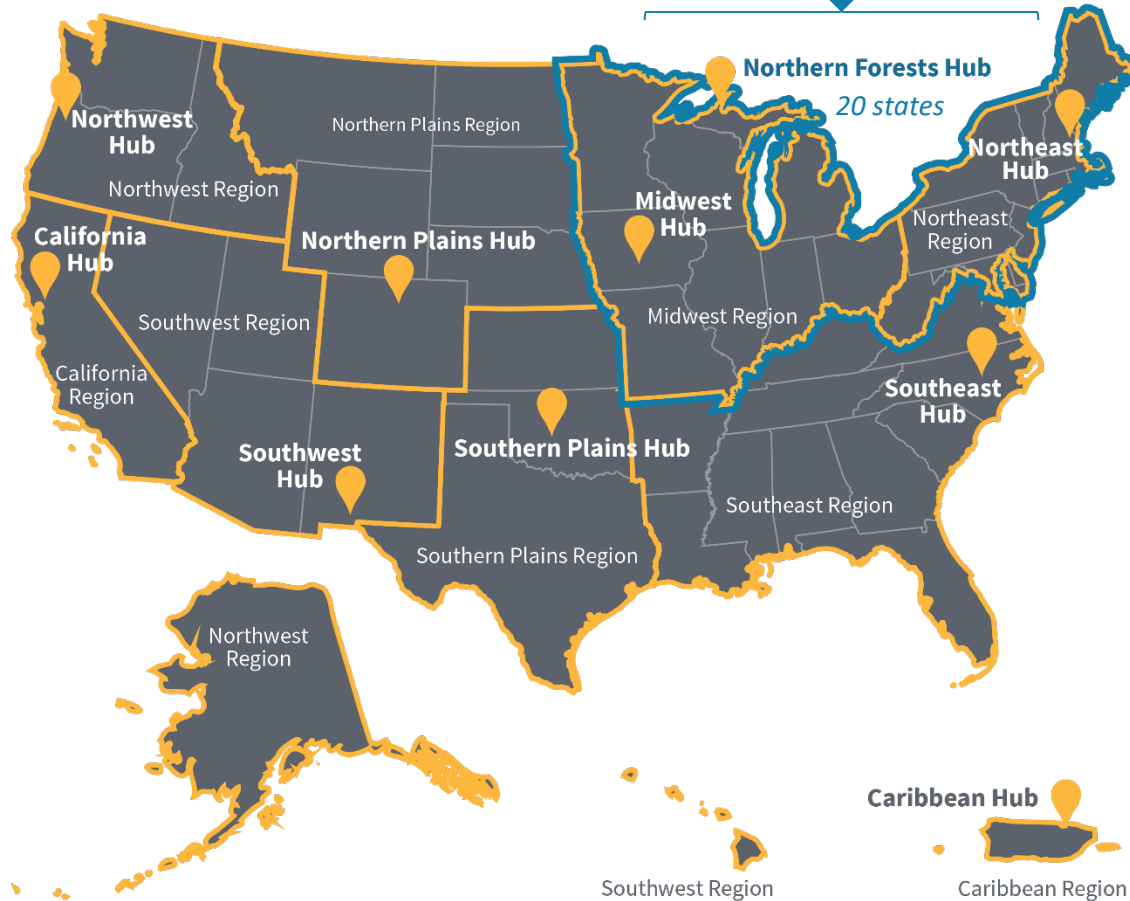 Northern Forests Hub
20 states
Northwest
Hub
Northern Plains Region
Northeast
Hub
Northwest Region
Midwest
Hub
Northeast
Region
California
Hub
Northern Plains Hub
Southwest Region
Midwest Region
California
Region
Southeast
Hub
Southwest
Hub
Southern Plains Hub
Southeast Region
Southern Plains Region
Northwest
Region
Caribbean Hub
Southwest Region
Caribbean Region